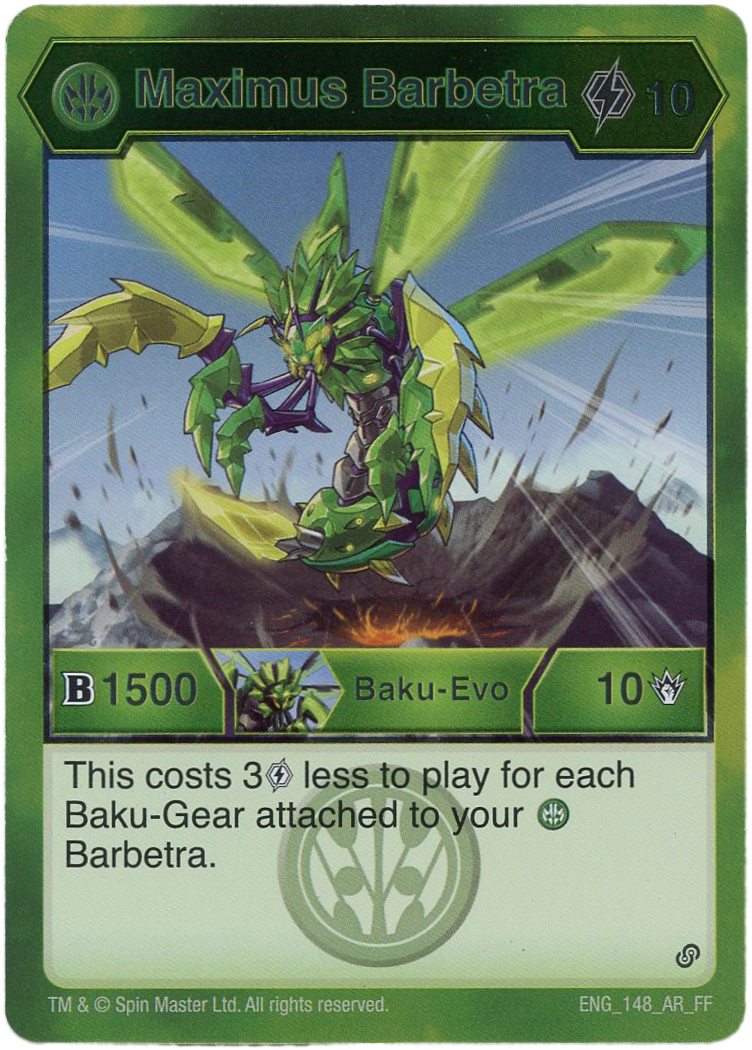 Maximus Barbetra 10
B 1500 Baku-Evo 10
This costs 3 less to play for each
Baku-Gear attached to your
Barbetra.
TM & © Spin Master Ltd. All rights reserved. ENG_148_AR_FF